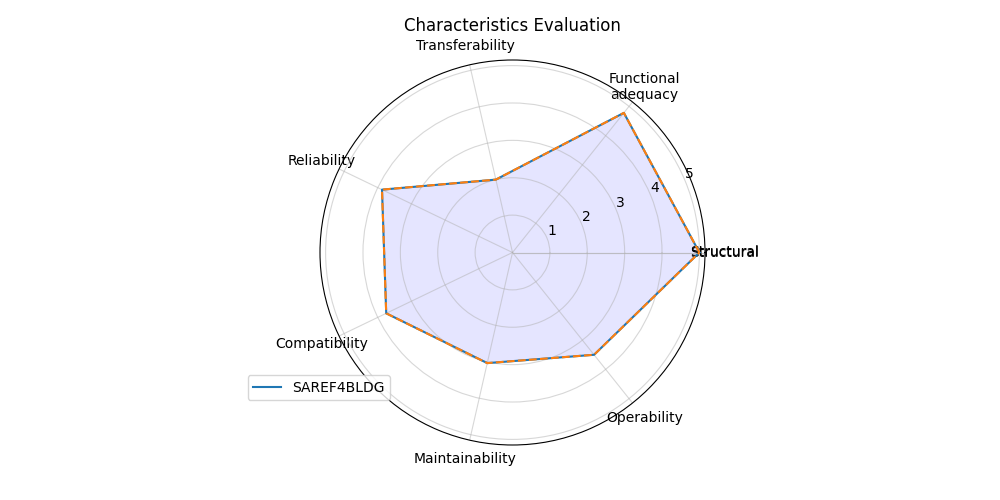 Characteristics Evaluation
Transferability
Functional
adequacy
Reliability
5
4
3
2
1
Structural
Compatibility
SAREF4BLDG
Operability
Maintainability